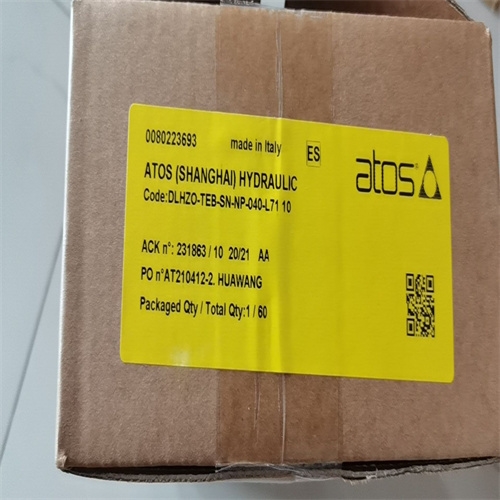 0080223693 made in Italy ES
atos
ATOS (SHANGHAI) HYDRAULIC
Code:DLHZO-TEB-SN-NP-040-L71 10
ACK n°: 231863 / 10 20/21 AA
PO n°AT210412-2. HUAWANG
Packaged Qty / Total Qty:1 / 60